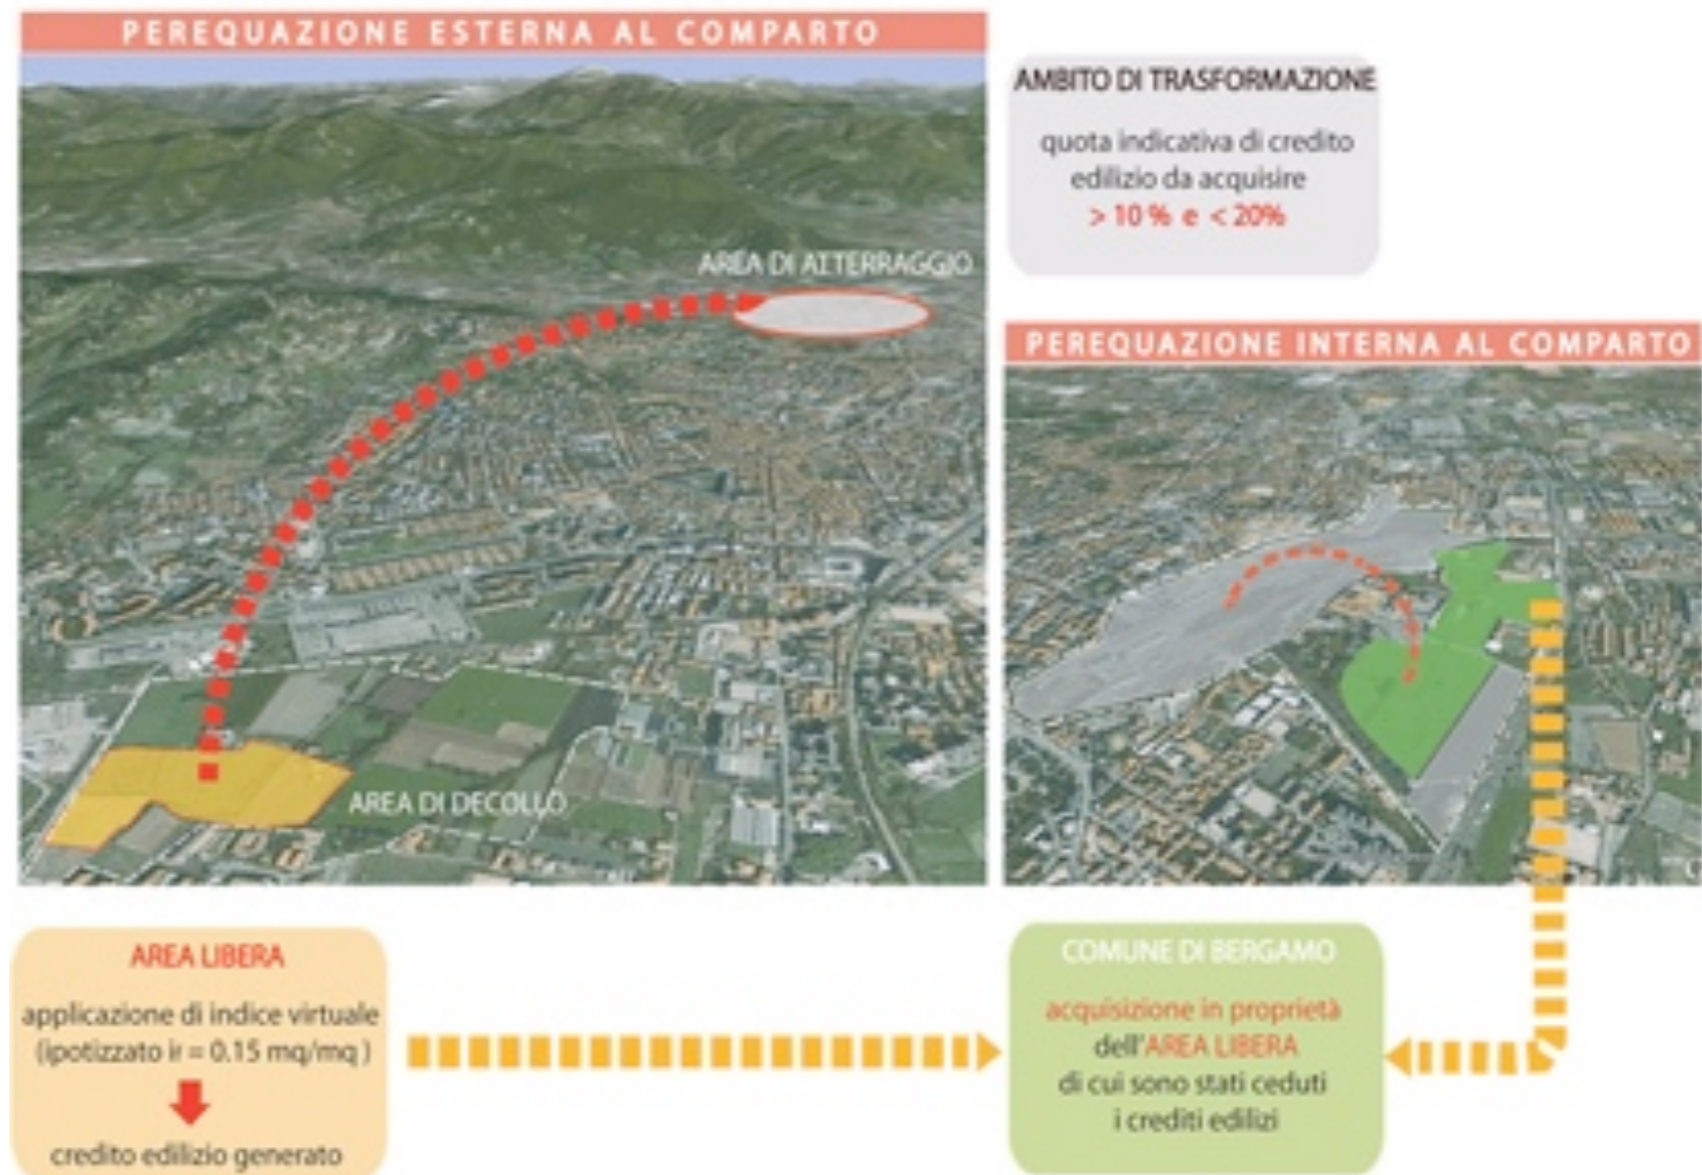 PEREQUAZIONE ESTERNA AL COMPARTO
AREA DI ATTERRAGGIO
AREA DI DECOLLO
AMBITO DI TRASFORMAZIONE
quota indicativa di credito
edilizio da acquisire
> 10 % e < 20%
PEREQUAZIONE INTERNA AL COMPARTO
AREA LIBERA
applicazione di indice virtuale
(ipotizzato ir = 0.15 mq/mq )
credito edilizio generato
COMUNE DI BERGAMO
acquisizione in proprietà
dell'AREA LIBERA
di cui sono stati ceduti
i crediti edilizi